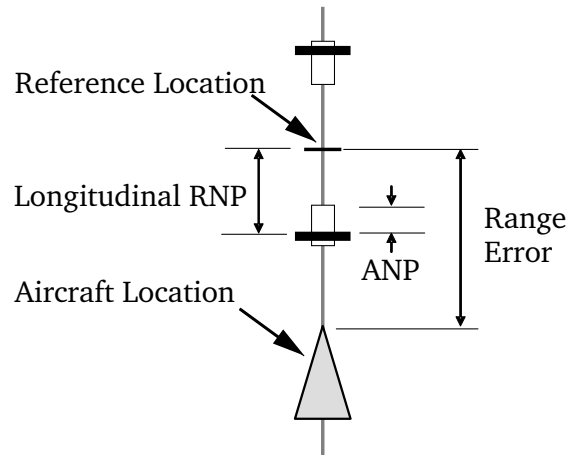 Reference Location
Longitudinal RNP
Range
Error
ANP
Aircraft Location